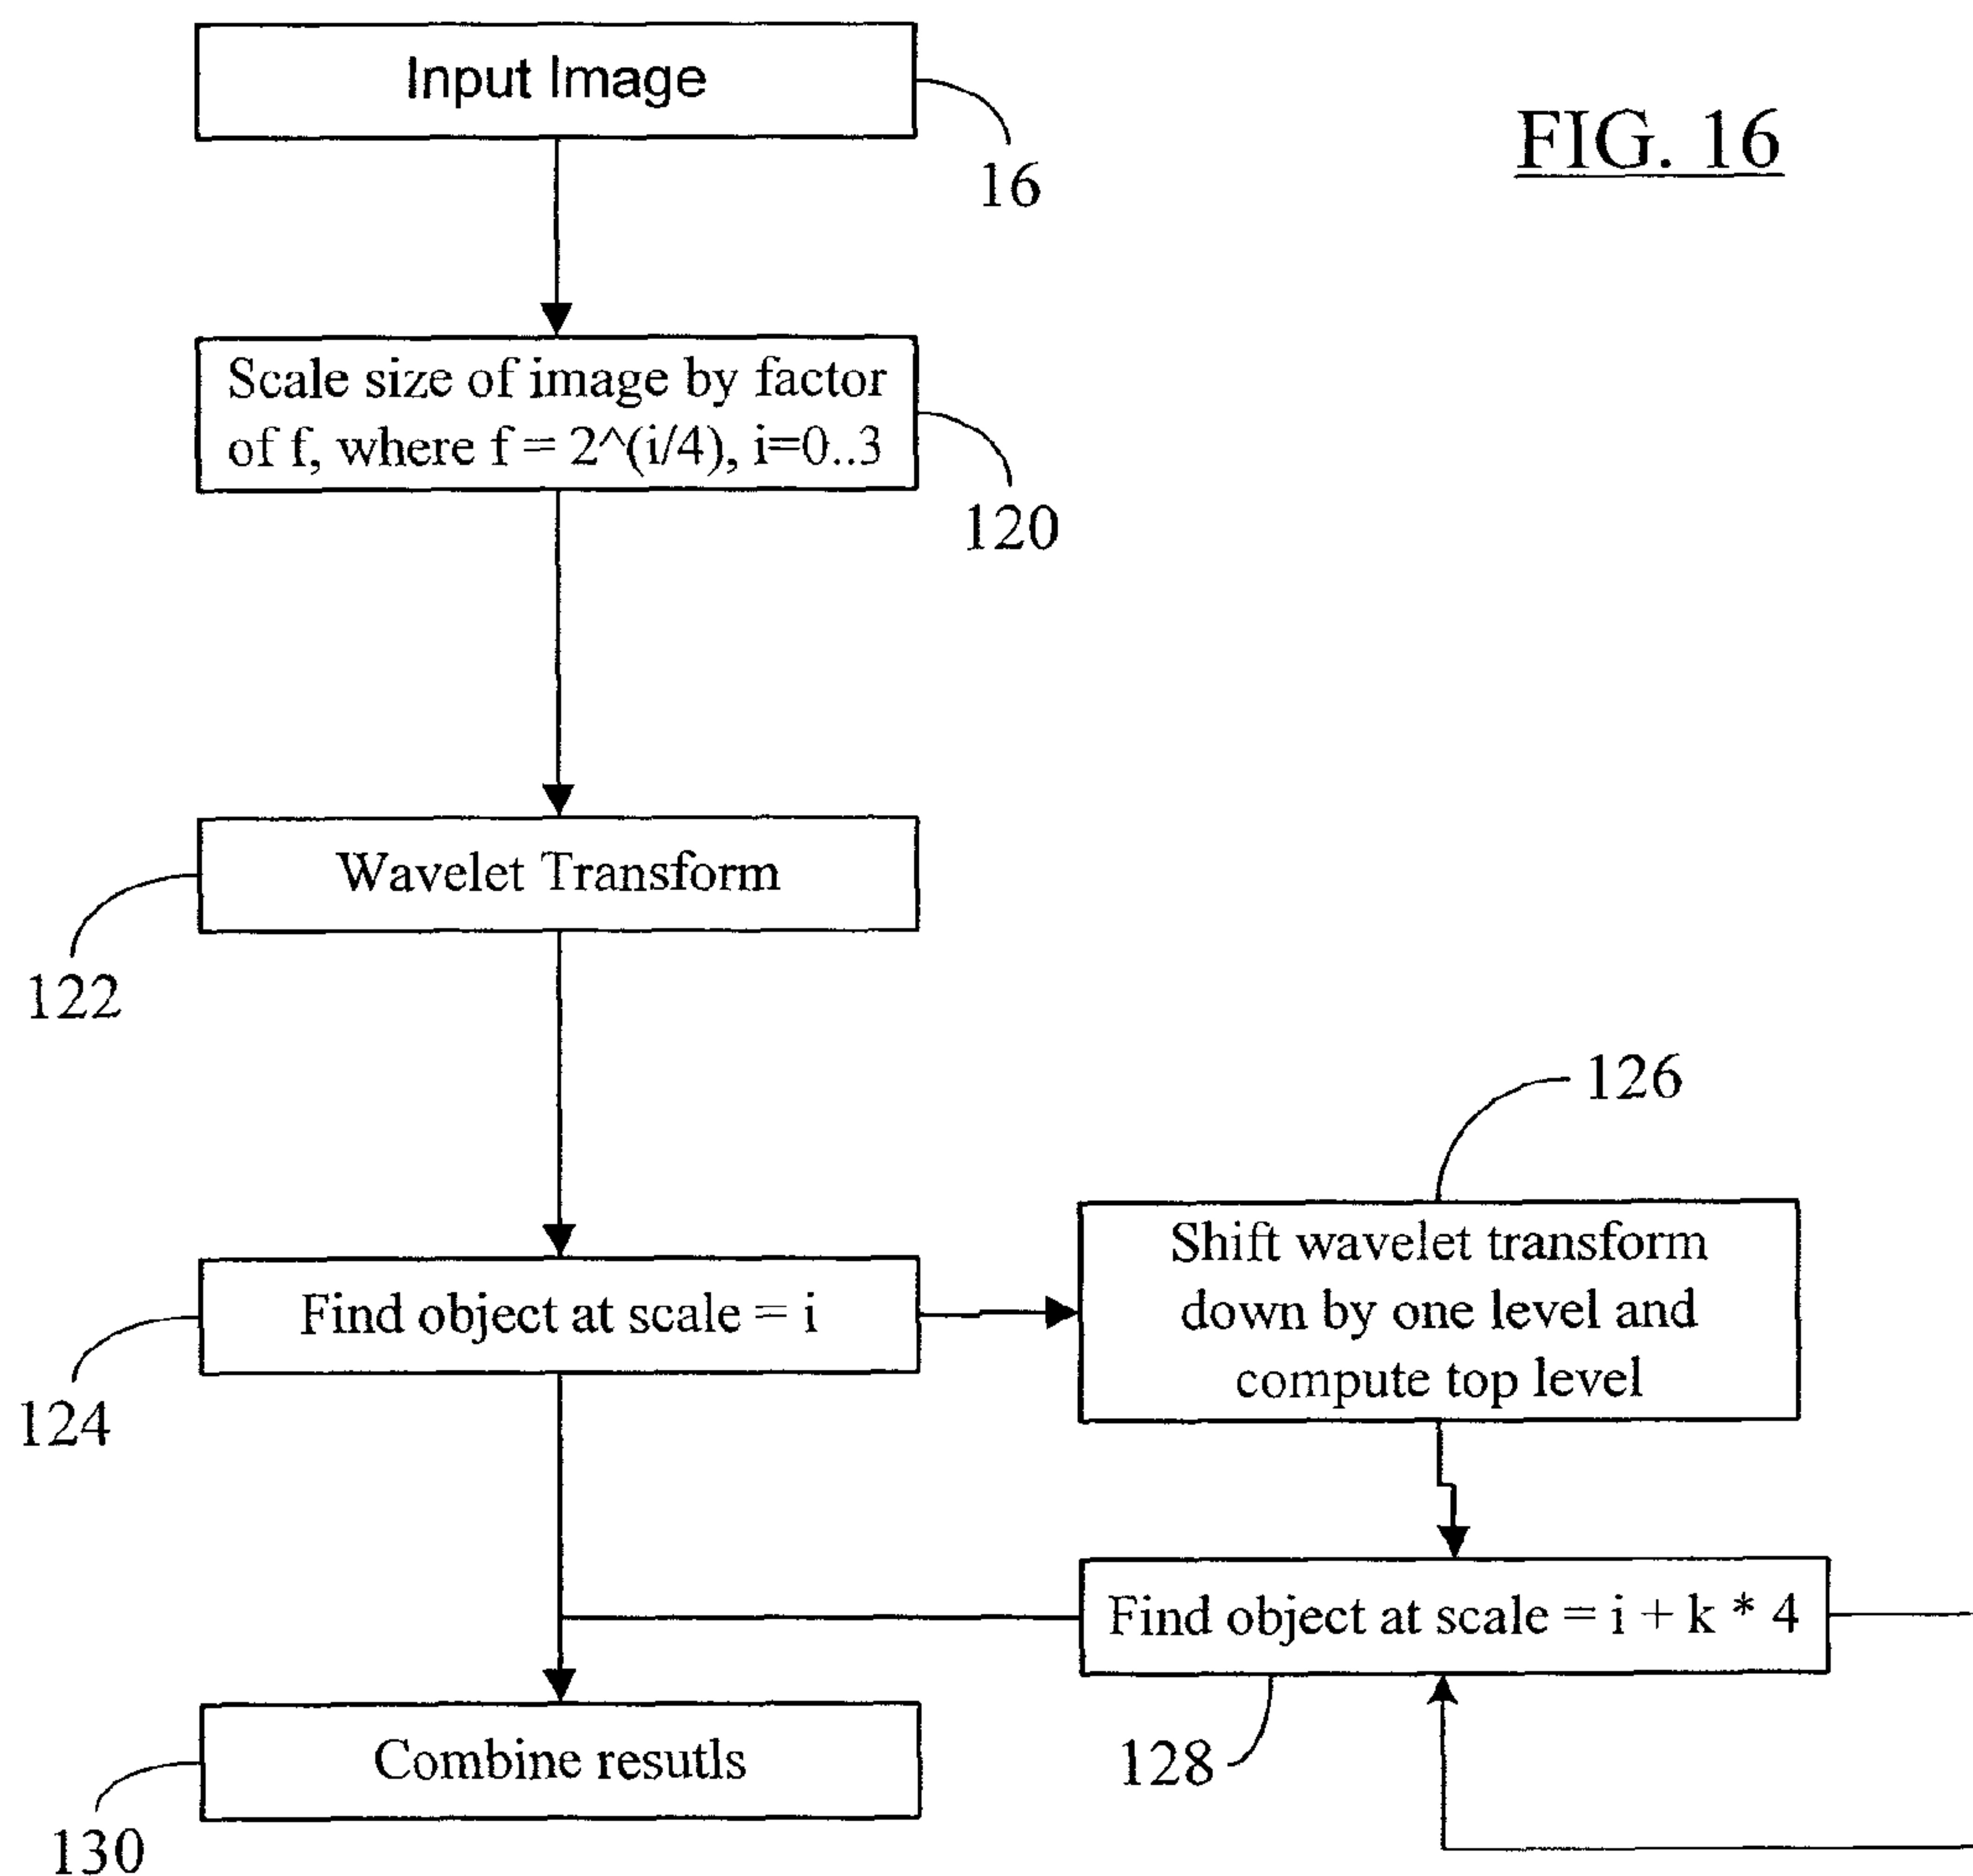 Input Image
16
FIG. 16
Scale size of image by factor
of f, where f = 2^(i/4), i=0..3
120
Wavelet Transform
122
126
Shift wavelet transform
down by one level and
compute top level
Find object at scale = i
124
Find object at scale = i + k * 4
128
Combine resutls
130